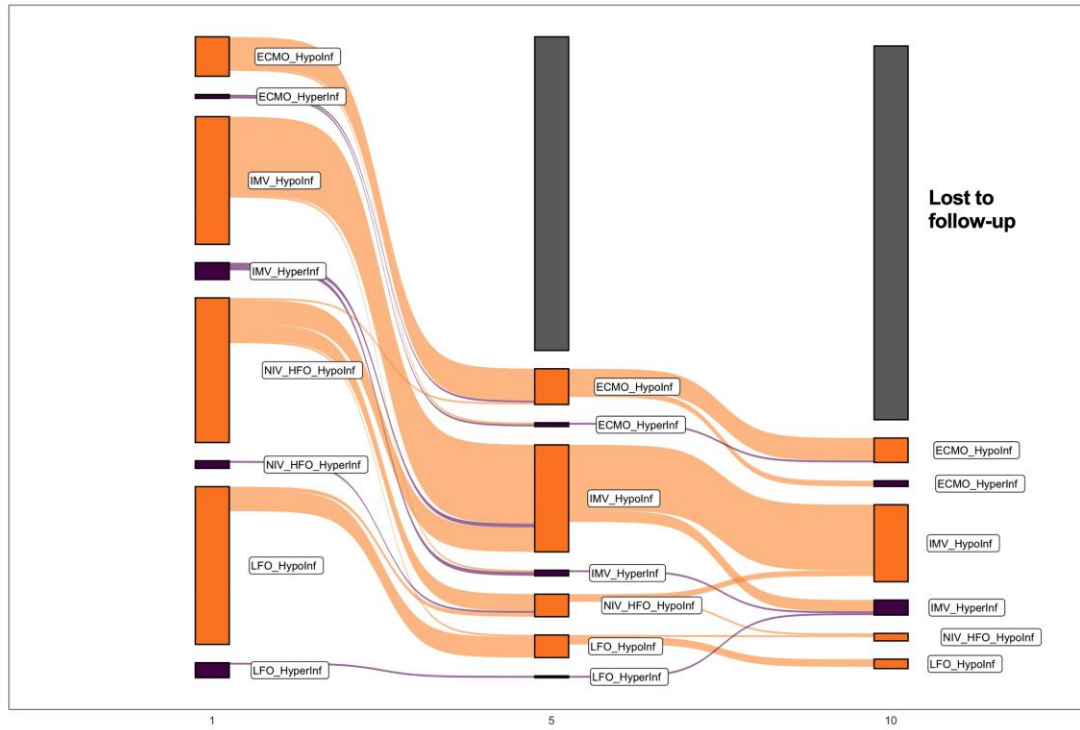 ECMO_HypoInf
ECMO_HyperInf
IMV_HypoInf
IMV_HyperInf
NIV_HFO_HypoInf
NIV_HFO_HyperInf
LFO_HypoInf
LFO_HyperInf
ECMO_HypoInf
ECMO_HyperInf
IMV_HypoInf
IMV_HyperInf
NIV_HFO_HypoInf
LFO_HypoInf
LFO_HyperInf
Lost to
follow-up
ECMO_HypoInf
ECMO_HyperInf
IMV_HypoInf
IMV_HyperInf
NIV_HFO_HypoInf
LFO_HypoInf
1
5
10